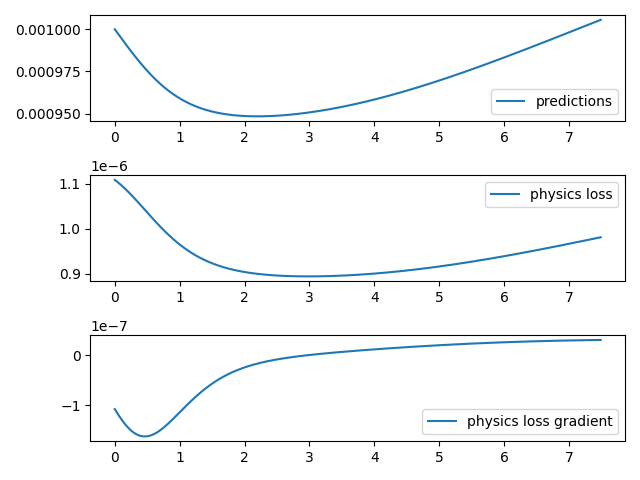 0.001000
0.000975
0.000950
predictions
0 1 2 3 4 5 6 7
1e−6
1.1
1.0
0.9
physics loss
0 1 2 3 4 5 6 7
1e−7
0
−1
physics loss gradient
0 1 2 3 4 5 6 7